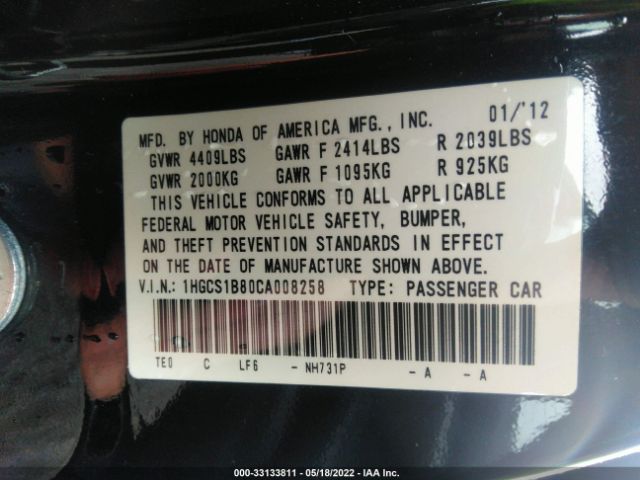 01/'12
MFD. BY HONDA OF AMERICA MFG., INC.
GVWR 4409LBS GAWR F 2414LBS R 2039LBS
GVWR 2000KG GAWR F 1095KG R 925KG
THIS VEHICLE CONFORMS TO ALL APPLICABLE
FEDERAL MOTOR VEHICLE SAFETY, BUMPER,
AND THEFT PREVENTION STANDARDS IN EFFECT
ON THE DATE OF MANUFACTURE SHOWN ABOVE.
V.I.N.: 1HGCS1B80CA008258 TYPE: PASSENGER CAR
TE0 C LF6 - NH731P - A - A
000-33133811 - 05/18/2022 - IAA Inc.